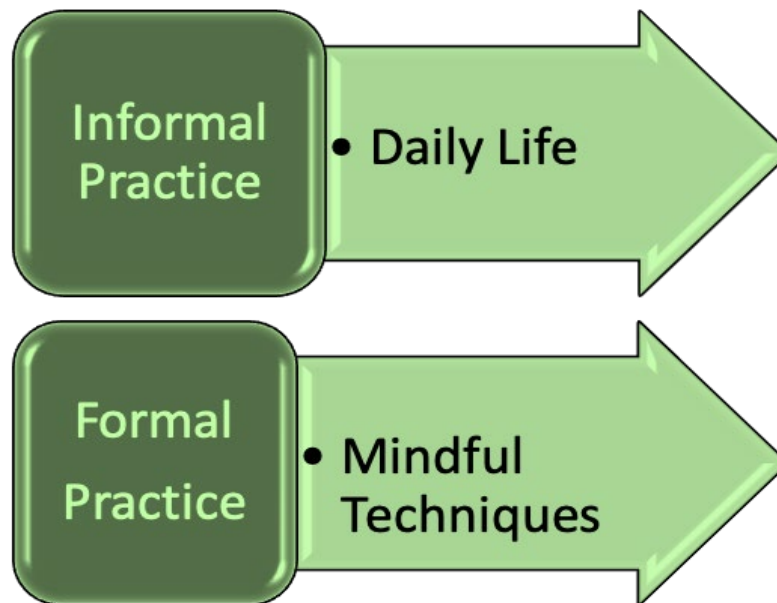 Informal
Practice
• Daily Life
Formal
Practice
• Mindful
Techniques